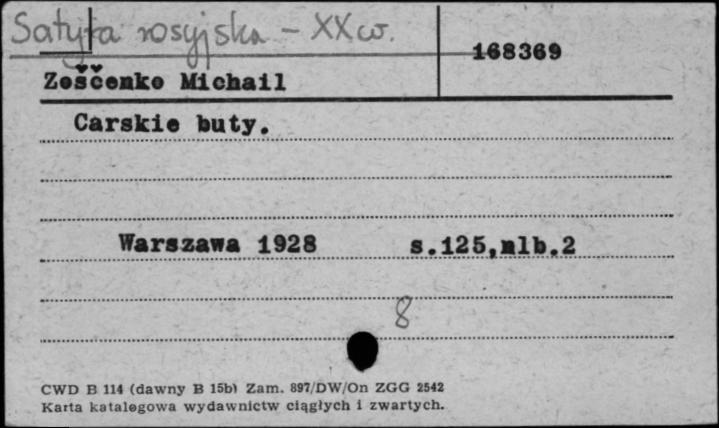 Satyra rosyjska - XX w.
168369
Zoščenko Michail
Carskie buty.
Warszawa 1928 s.125,nlb.2
8
CWD B 114 (dawny B 15b) Zam. 897/DW/On ZGG 2542
Karta katalogowa wydawnictw ciągłych i zwartych.